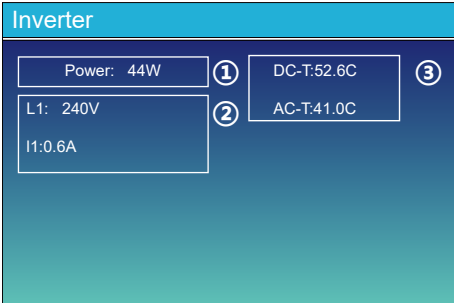 Inverter
Power: 44W
①
DC-T:52.6C
③
L1: 240V
②
AC-T:41.0C
I1:0.6A